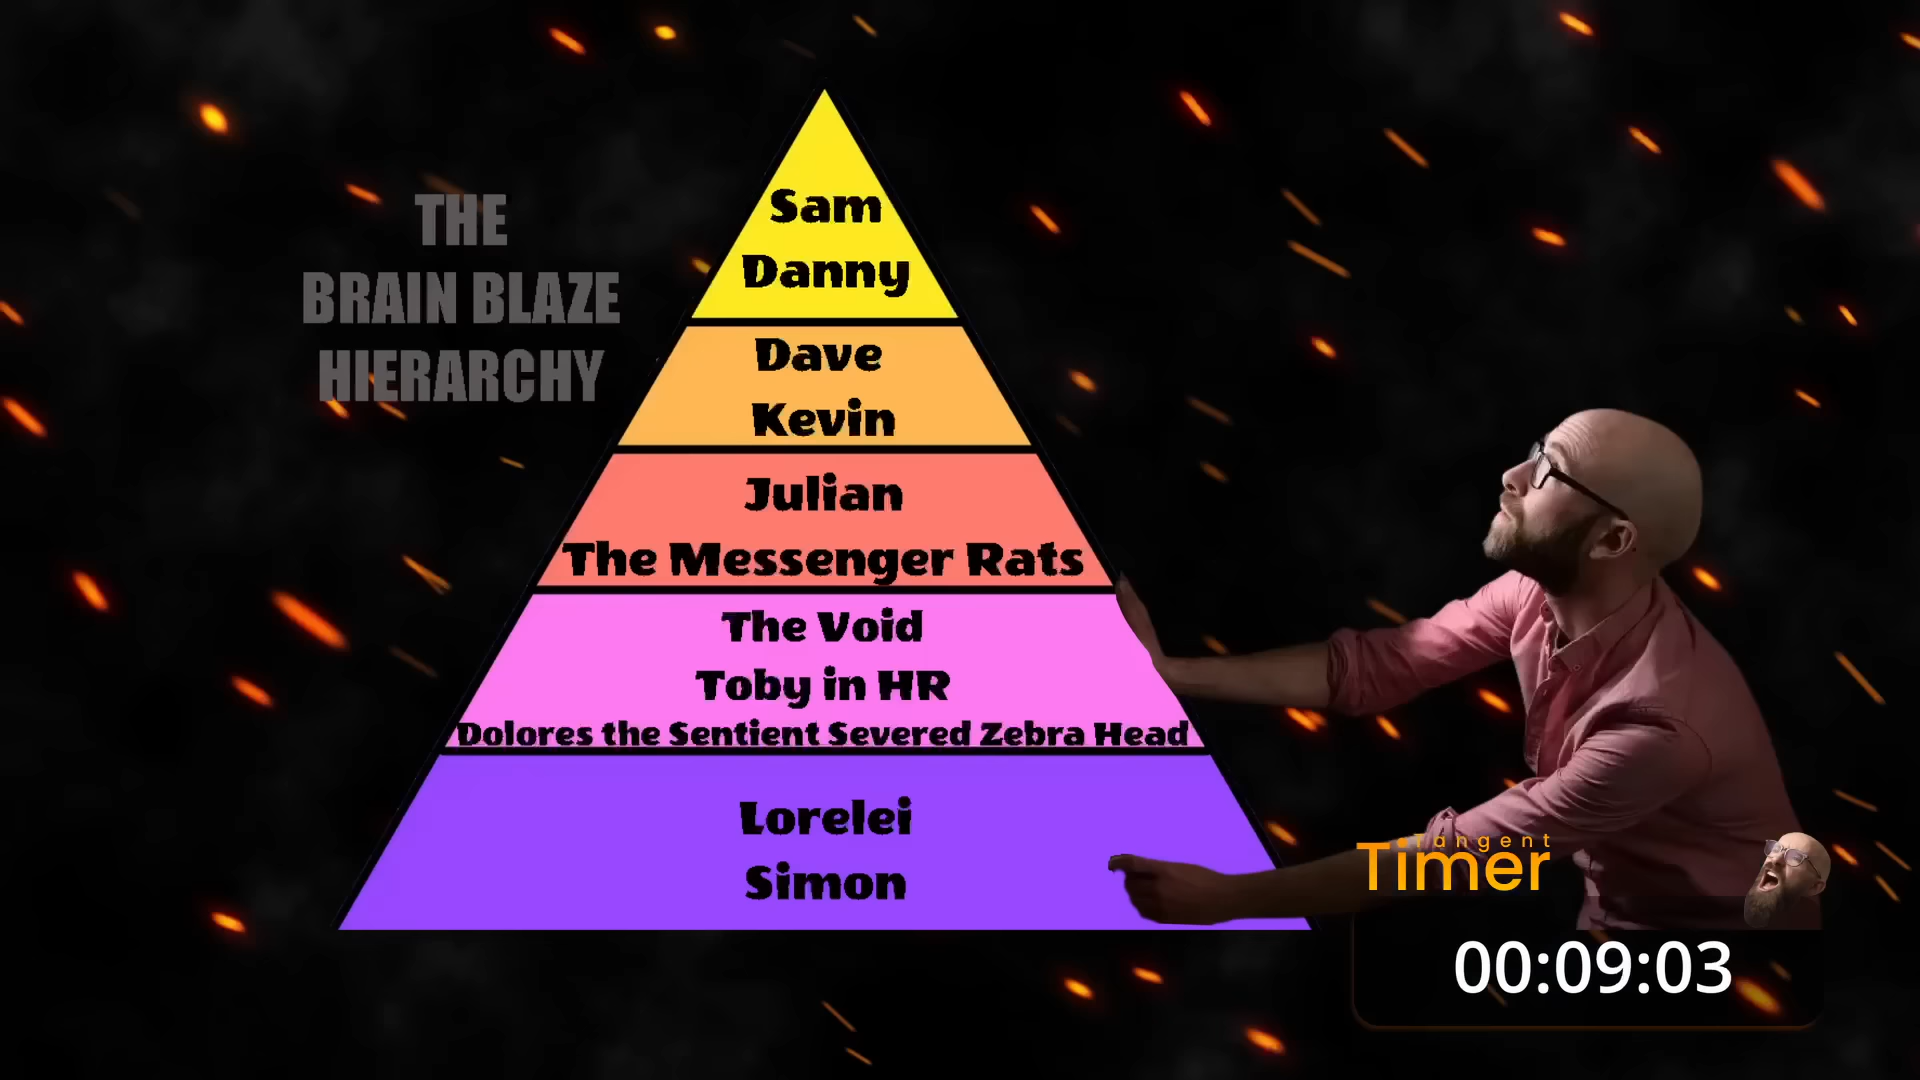 THE
BRAIN BLAZE
HIERARCHY
Sam
Danny
Dave
Kevin
Julian
The Messenger Rats
The Void
Toby in HR
Dolores the Sentient Severed Zebra Head
Lorelei
Simon
Tangent
Timer
00:09:03